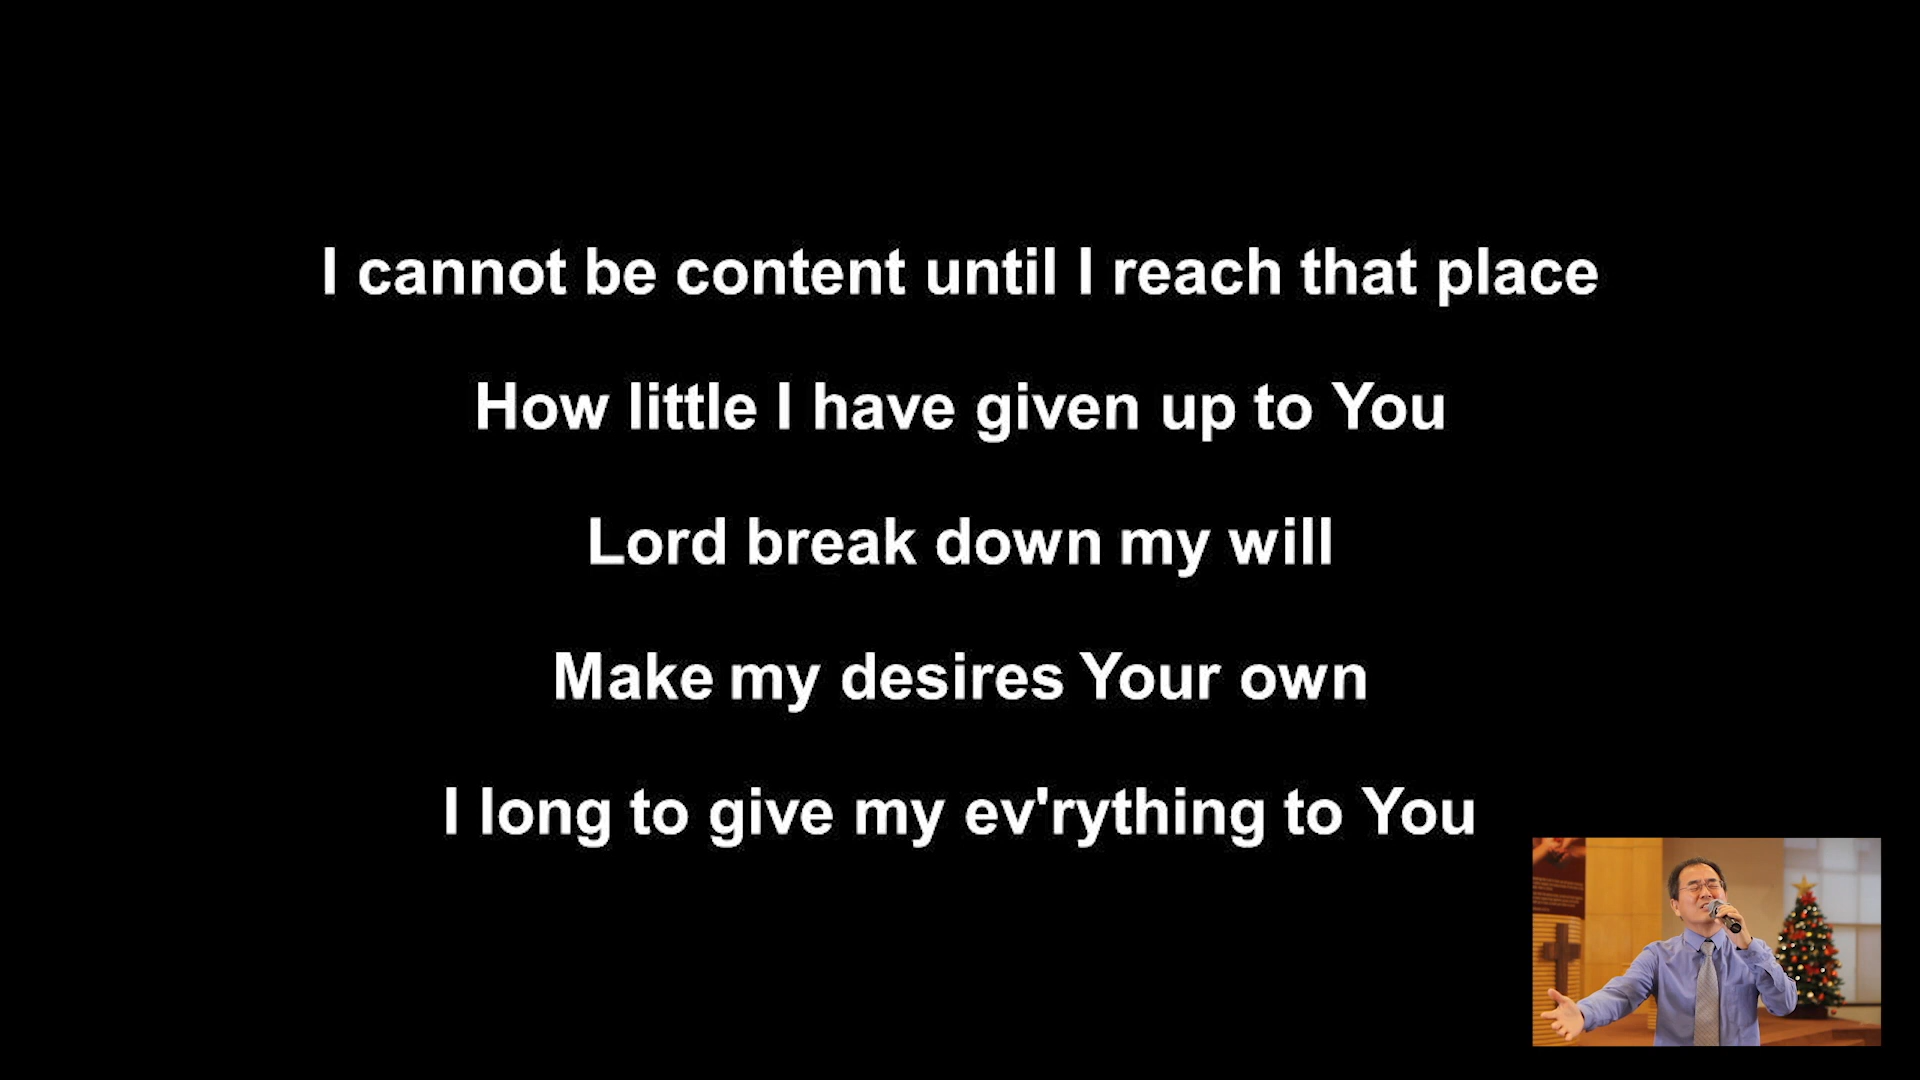 I cannot be content until I reach that place
How little I have given up to You
Lord break down my will
Make my desires Your own
I long to give my ev'rything to You